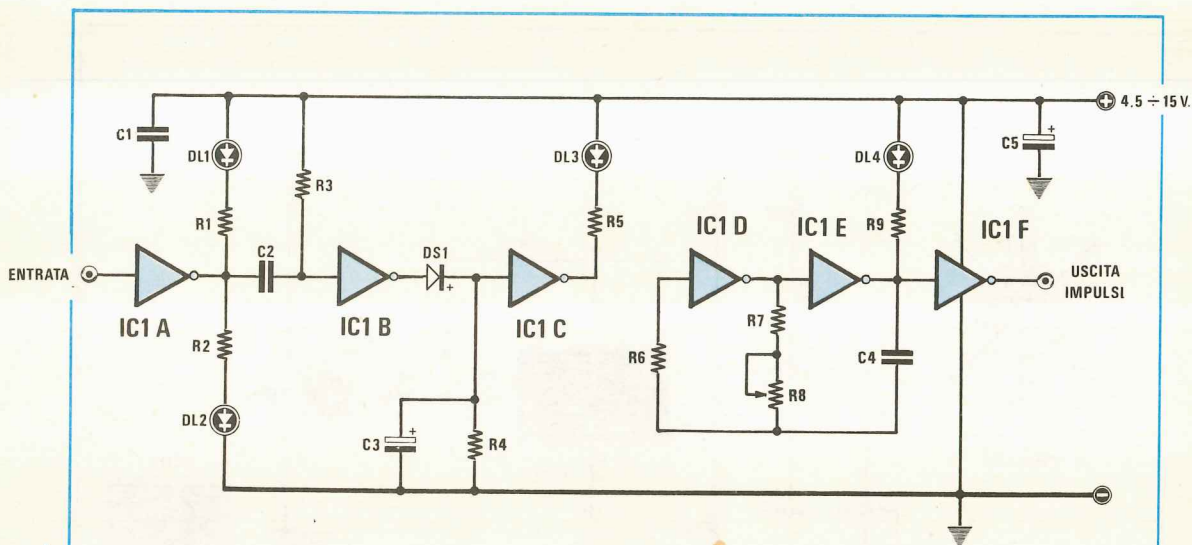 C1
DL1
R3
DL3
DL4
C5
+
+ 4.5 ÷ 15 V.
R1
R5
R9
IC1 D
IC1 E
IC1 F
ENTRATA
C2
DS1
+
USCITA
IMPULSI
IC1 A
IC1 B
IC1 C
R2
R7
R6
R8
C4
DL2
C3
+
R4
-